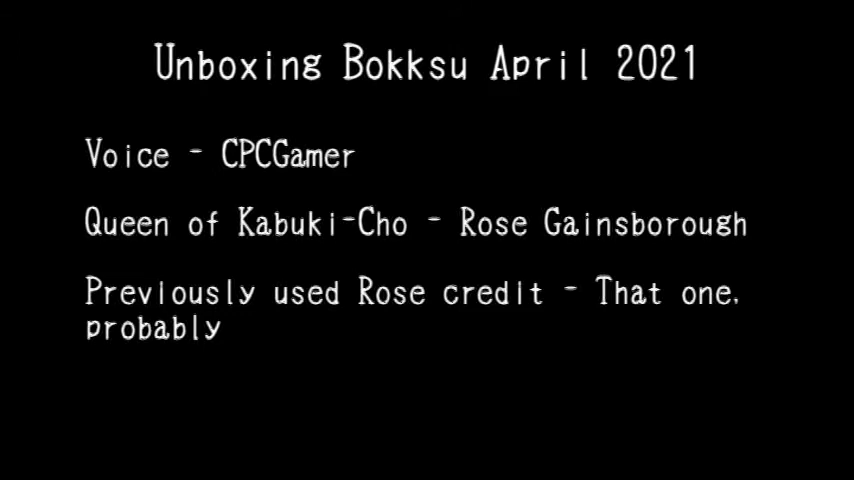 Unboxing Bokksu April 2021
Voice - CPCGamer
Queen of Kabuki-Cho - Rose Gainsborough
Previously used Rose credit - That one,
probably